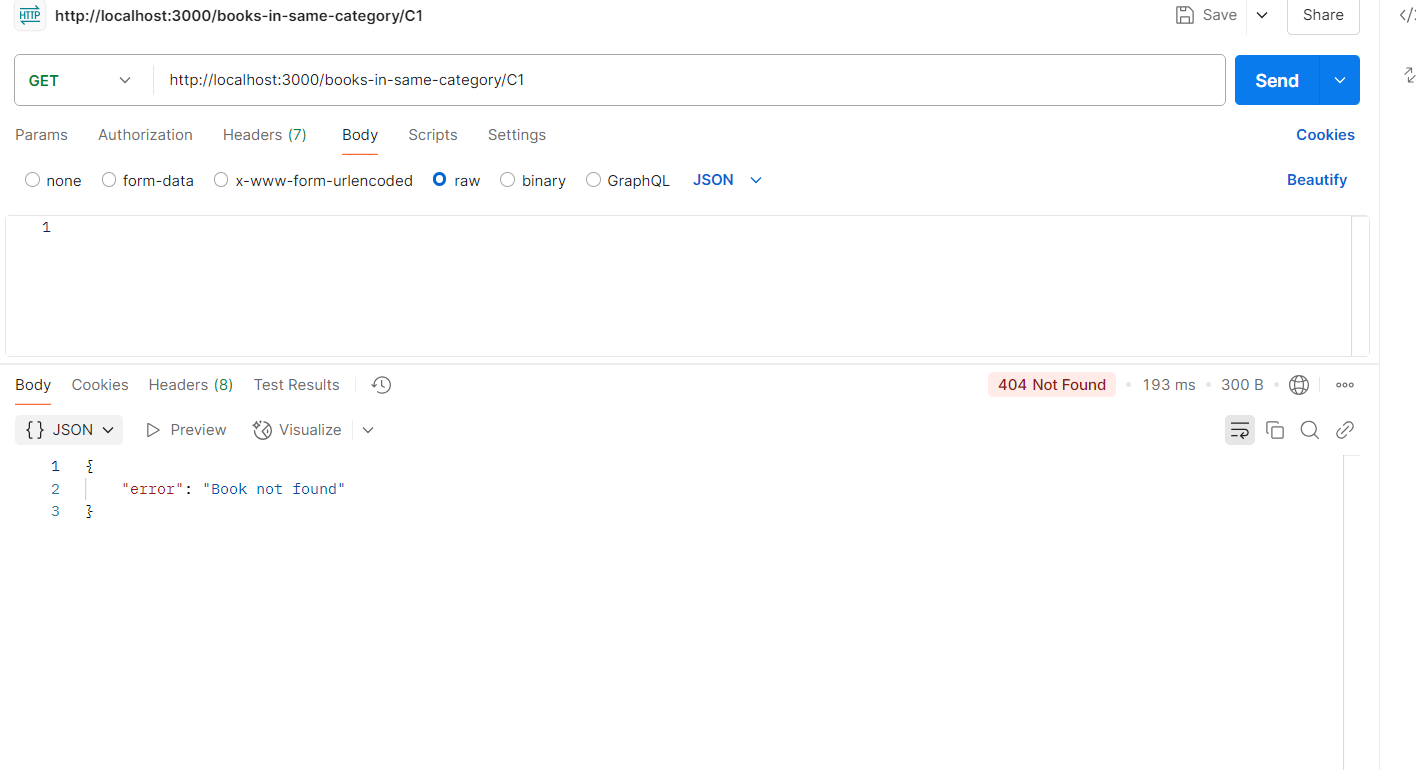 HTTP http://localhost:3000/books-in-same-category/C1 Save Share
GET http://localhost:3000/books-in-same-category/C1 Send
Params Authorization Headers (7) Body Scripts Settings Cookies
none form-data x-www-form-urlencoded raw binary GraphQL JSON Beautify
1
Body Cookies Headers (8) Test Results 404 Not Found 193 ms 300 B
{} JSON Preview Visualize
1 {
2 "error": "Book not found"
3 }